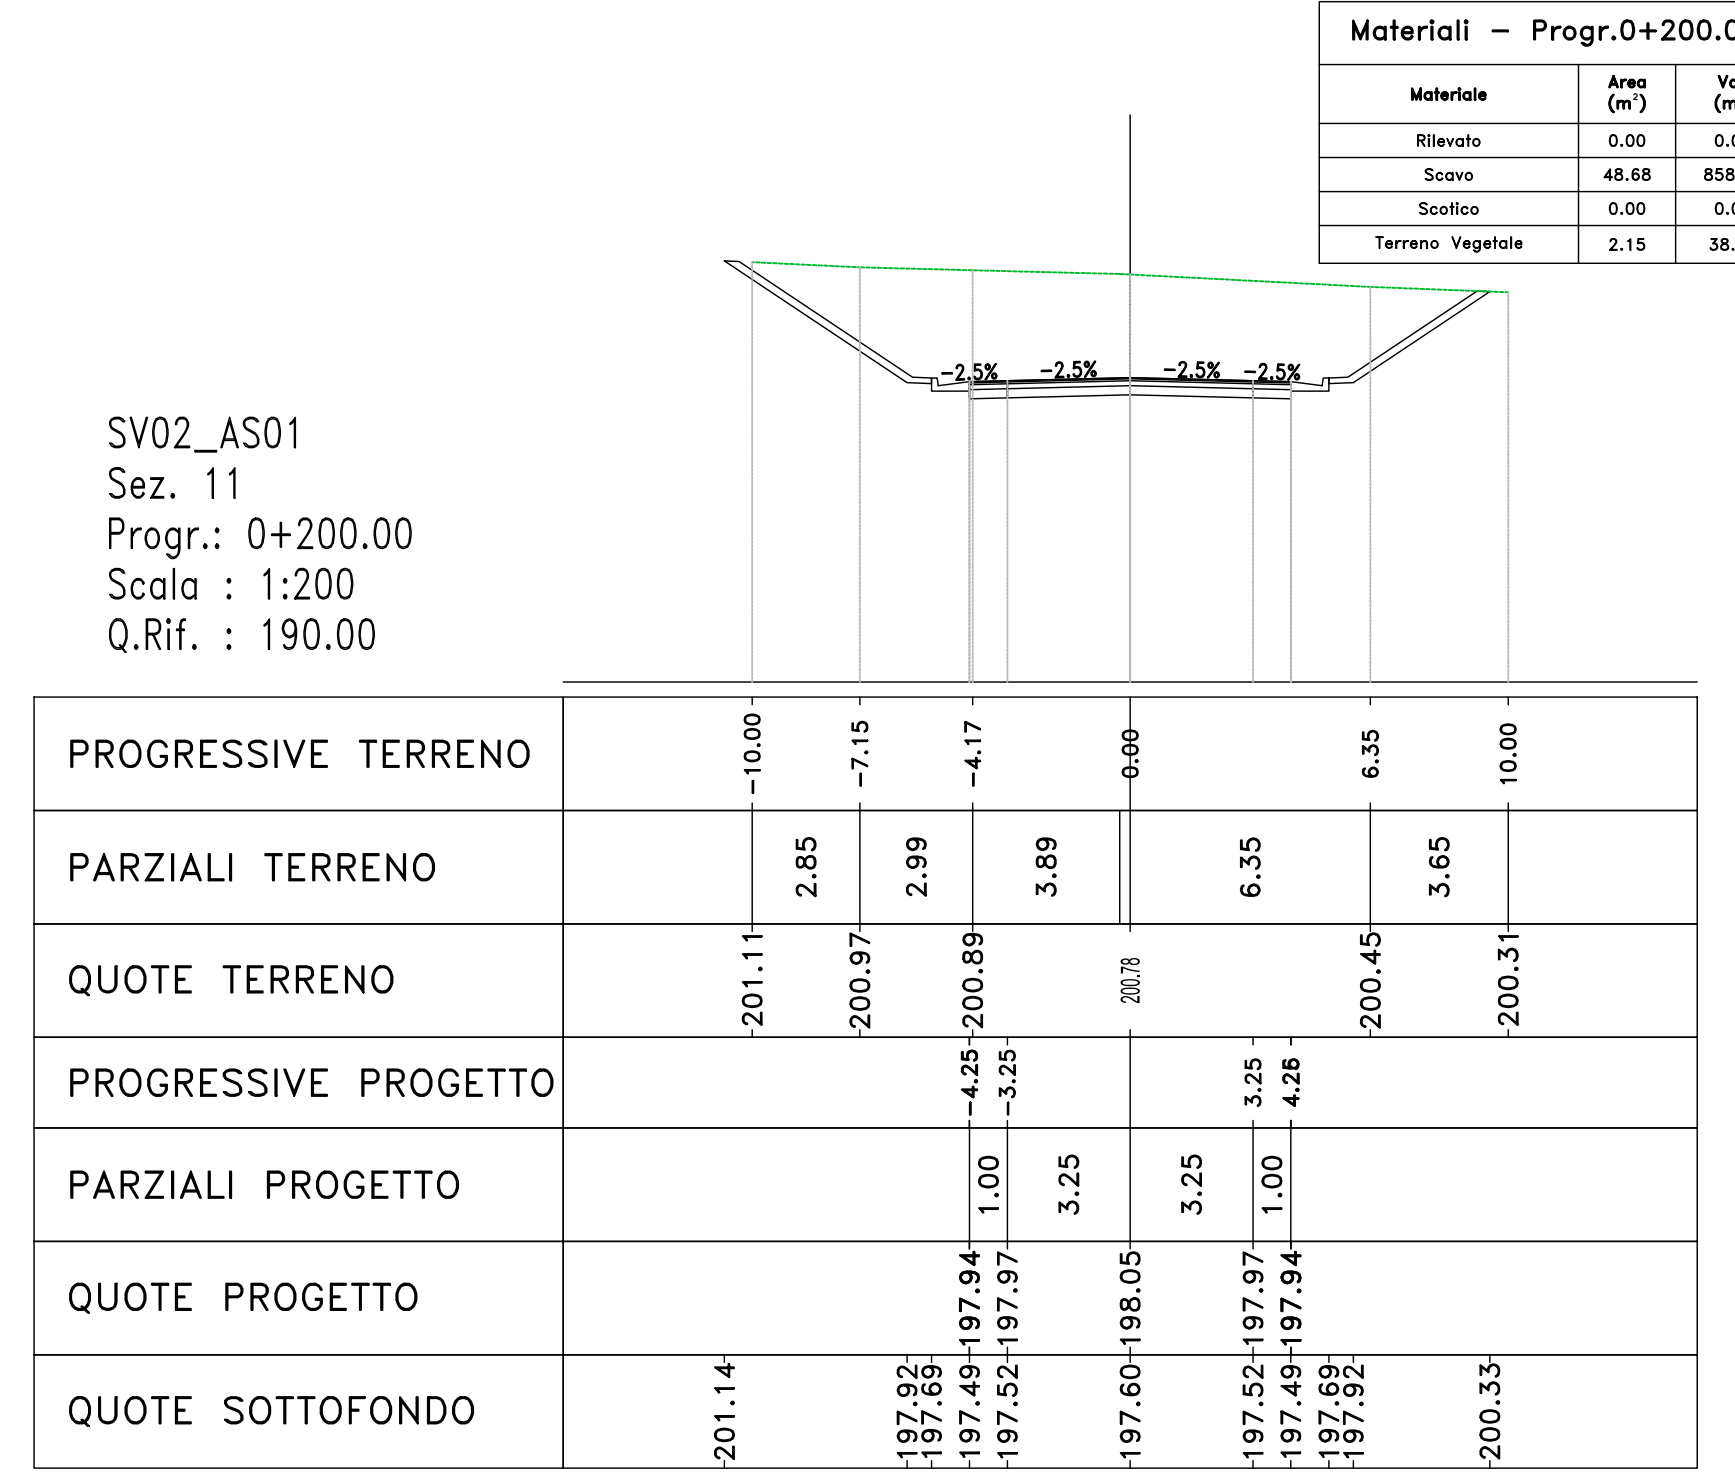 Materiali - Progr.0+200.0
Materiale Area (m²)
Rilevato 0.00 0.0
Scavo 48.68 858
Scotico 0.00 0.0
Terreno Vegetale 2.15 38.
-2.5% -2.5% -2.5% -2.5%
SV02_AS01
Sez. 11
Progr.: 0+200.00
Scala : 1:200
Q.Rif. : 190.00
PROGRESSIVE TERRENO -10.00 -7.15 -4.17 0.00 6.35 10.00
PARZIALI TERRENO 2.85 2.99 3.89 6.35 3.65
QUOTE TERRENO 201.11 200.97 200.89 200.78 200.45 200.31
PROGRESSIVE PROGETTO -4.25 -3.25 3.25
PARZIALI PROGETTO 1.00 3.25 3.25 1.00
QUOTE PROGETTO 197.94 197.97 198.05 197.97 197.94
QUOTE SOTTOFONDO 201.14 197.92 197.69 197.49 197.52 197.60 197.52 197.49 197.69 197.92 200.33